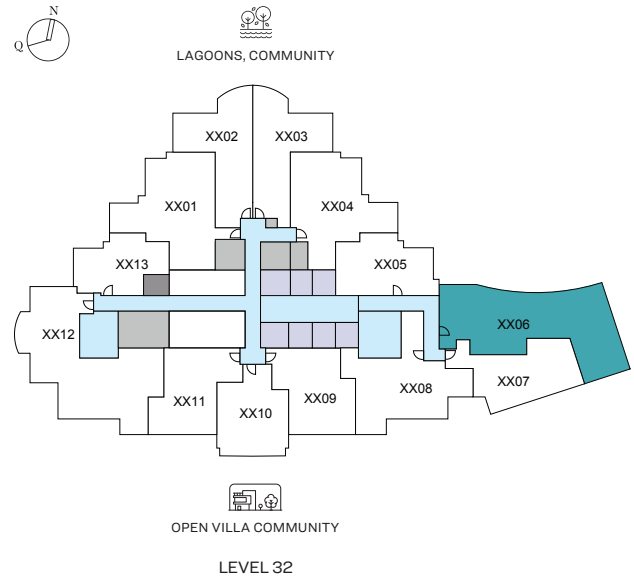 N
Q
LAGOONS, COMMUNITY
XX02
XX03
XX01
XX04
XX13
XX05
XX12
XX06
XX07
XX08
XX11
XX09
XX10
OPEN VILLA COMMUNITY
LEVEL 32